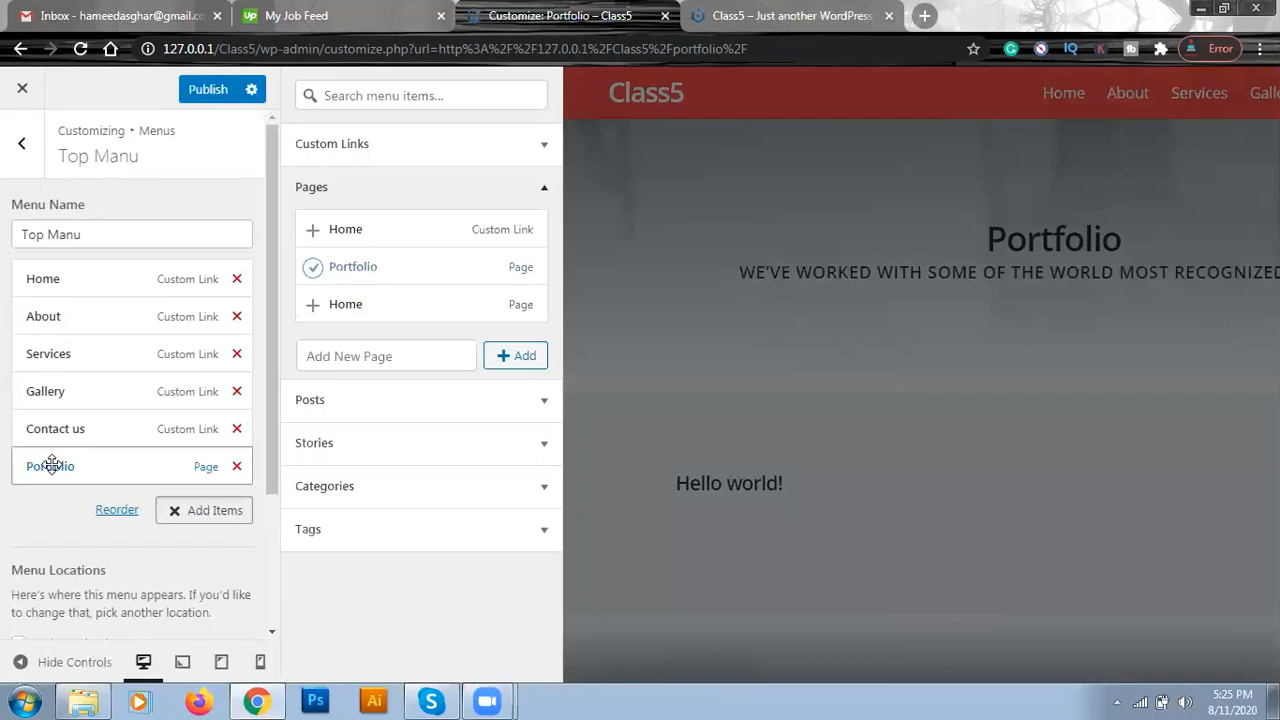 Inbox - hameedasghar@gmail.
My Job Feed
Customize: Portfolio – Class5
Class5 – Just another WordPress
127.0.0.1/Class5/wp-admin/customize.php?url=http%3A%2F%2F127.0.0.1%2FClass5%2Fportfolio%2F
Error
Publish
Customizing ‣ Menus
Top Manu
Menu Name
Top Manu
Home Custom Link
About Custom Link
Services Custom Link
Gallery Custom Link
Contact us Custom Link
Portfolio Page
Reorder
Add Items
Menu Locations
Here's where this menu appears. If you'd like
to change that, pick another location.
Hide Controls
Search menu items...
Custom Links
Pages
Home Custom Link
Portfolio Page
Home Page
Add New Page
Add
Posts
Stories
Categories
Tags
Class5
Home About Services Galle
Portfolio
WE'VE WORKED WITH SOME OF THE WORLD MOST RECOGNIZED
Hello world!
Ps
Ai
5:25 PM
8/11/2020